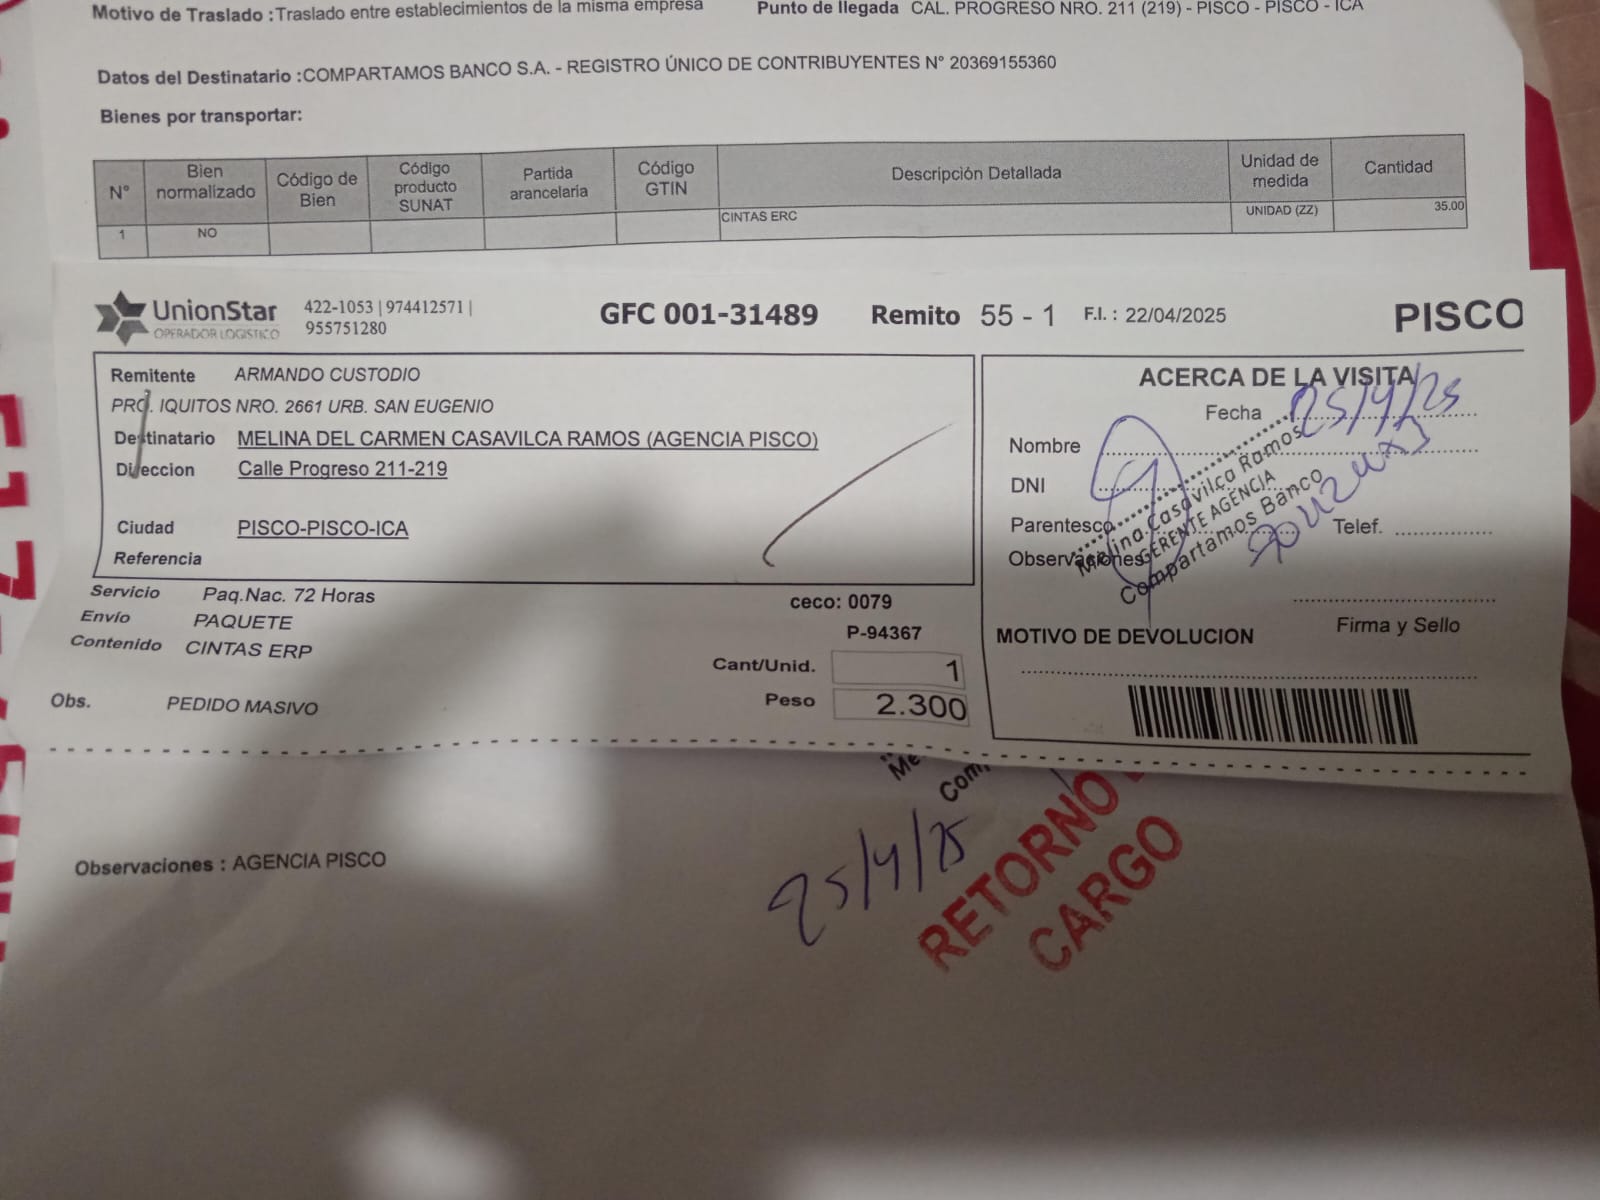 Motivo de Traslado :Traslado entre establecimientos de la misma empresa
Punto de llegada CAL. PROGRESO NRO. 211 (219) - PISCO - PISCO - ICA
Datos del Destinatario :COMPARTAMOS BANCO S.A. - REGISTRO ÚNICO DE CONTRIBUYENTES N° 20369155360
Bienes por transportar:
N° Bien normalizado Código de Bien Código producto SUNAT Partida arancelaria Código GTIN Descripción Detallada Unidad de medida Cantidad
1 NO CINTAS ERC UNIDAD (ZZ) 35.00
UnionStar
OPERADOR LOGISTICO
422-1053 | 974412571 |
955751280
GFC 001-31489 Remito 55 - 1 F.I. : 22/04/2025 PISCO
Remitente ARMANDO CUSTODIO
PRO. IQUITOS NRO. 2661 URB. SAN EUGENIO
Destinatario MELINA DEL CARMEN CASAVILCA RAMOS (AGENCIA PISCO)
Direccion Calle Progreso 211-219
Ciudad PISCO-PISCO-ICA
Referencia
Servicio Paq.Nac. 72 Horas
Envío PAQUETE
Contenido CINTAS ERP
Obs. PEDIDO MASIVO
ceco: 0079
P-94367
Cant/Unid. 1
Peso 2.300
ACERCA DE LA VISITA
Fecha 25/4/25
Nombre
DNI
Parentesco
Observaciones
Telef.
Melina Casavilca Ramos
GERENTE AGENCIA
Compartamos Banco
Firma y Sello
MOTIVO DE DEVOLUCION
Me
Com
25/4/25
RETORNO
CARGO
Observaciones : AGENCIA PISCO